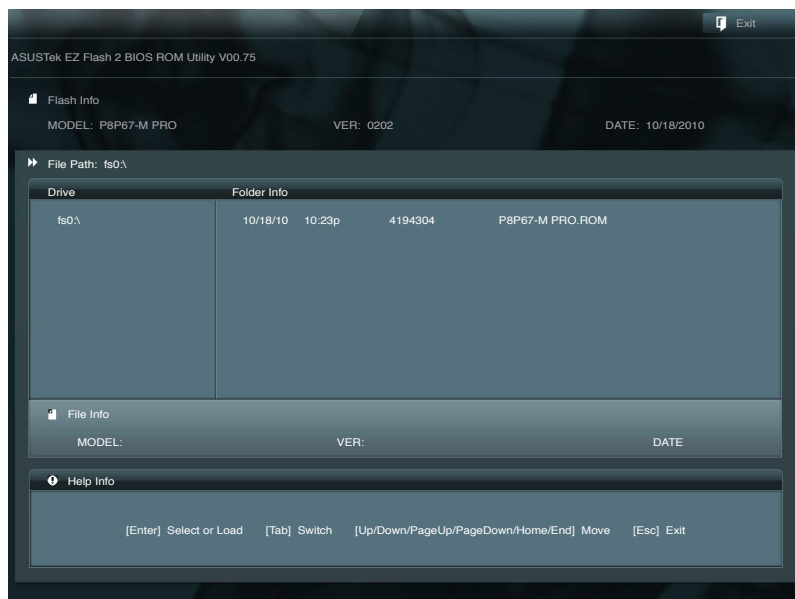 Exit
ASUSTek EZ Flash 2 BIOS ROM Utility V00.75
Flash Info
MODEL: P8P67-M PRO VER: 0202 DATE: 10/18/2010
File Path: fs0:\
Drive Folder Info
fs0:\ 10/18/10 10:23p 4194304 P8P67-M PRO.ROM
File Info
MODEL: VER: DATE
Help Info
[Enter] Select or Load [Tab] Switch [Up/Down/PageUp/PageDown/Home/End] Move [Esc] Exit